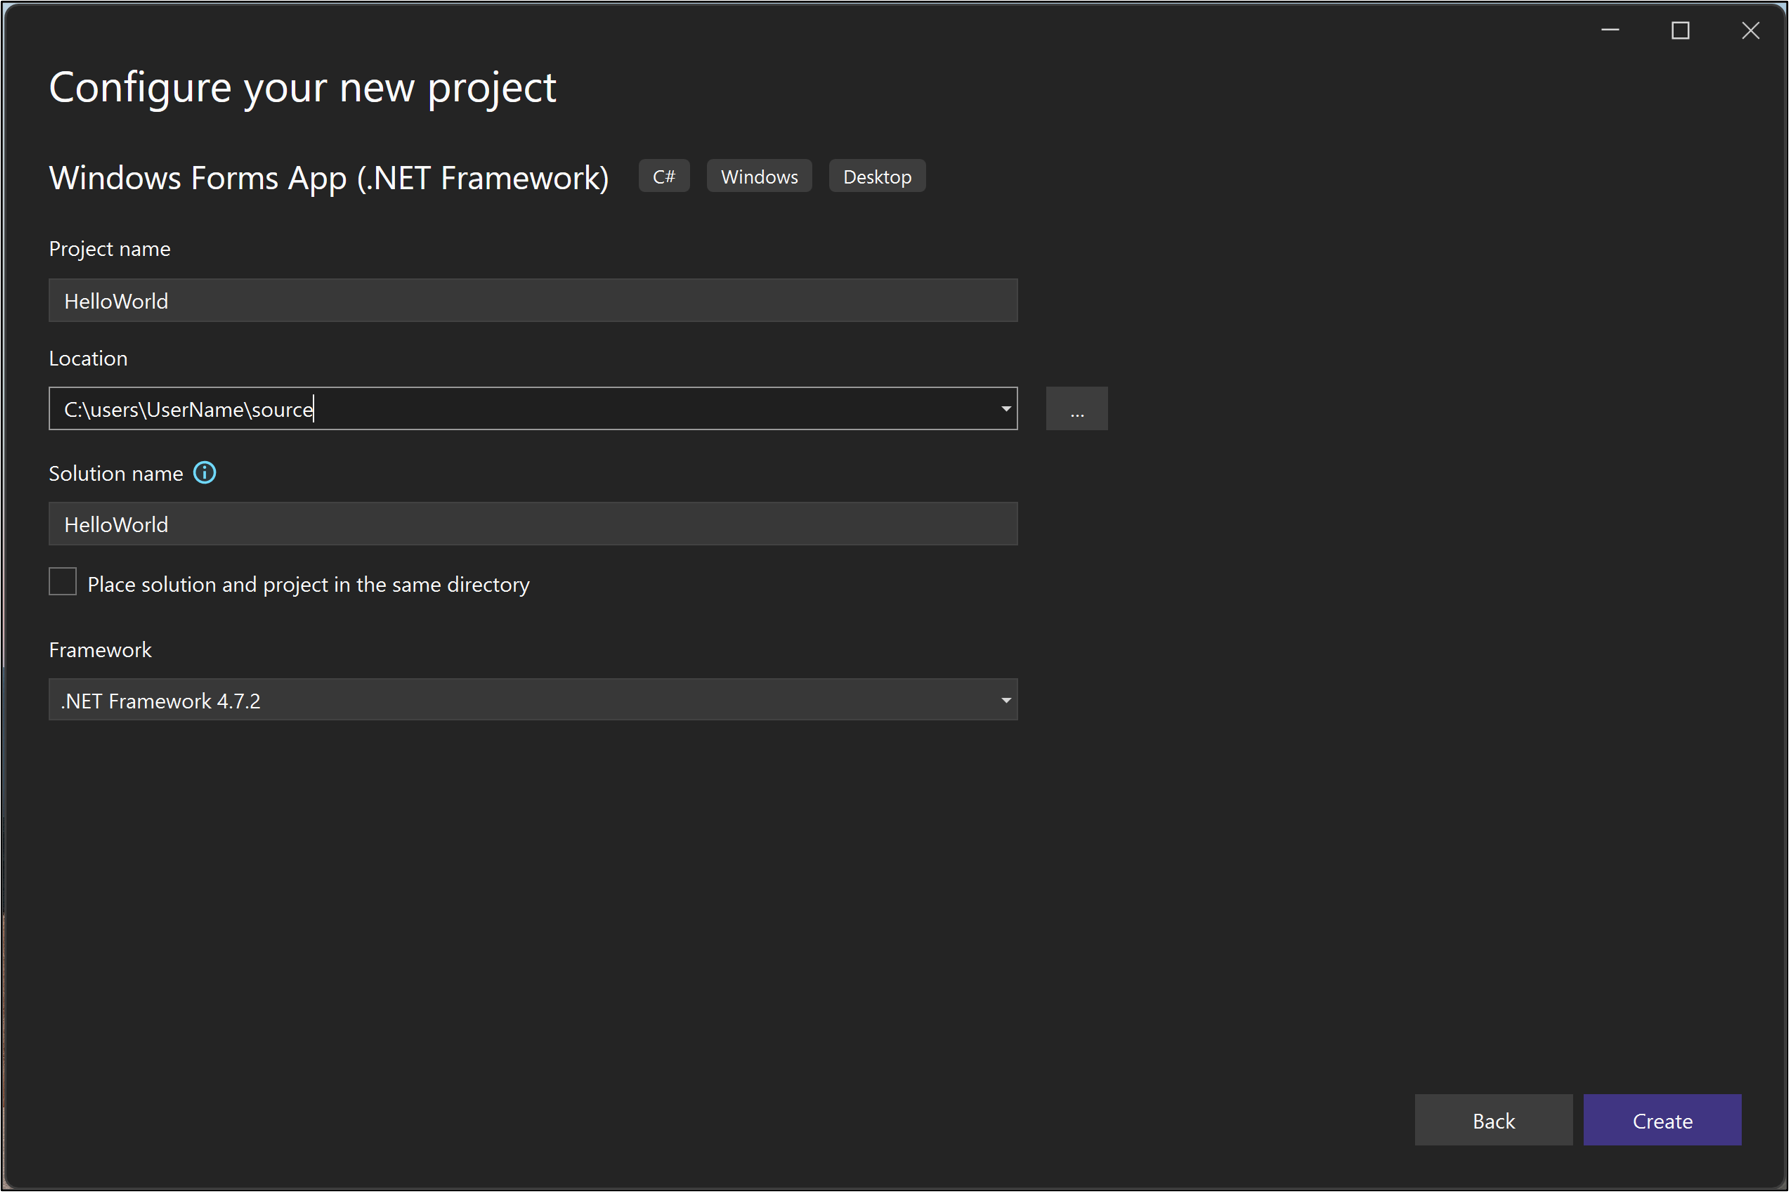 Configure your new project
Windows Forms App (.NET Framework) C# Windows Desktop
Project name
HelloWorld
Location
C:\users\UserName\source
...
Solution name
HelloWorld
Place solution and project in the same directory
Framework
.NET Framework 4.7.2
Back Create